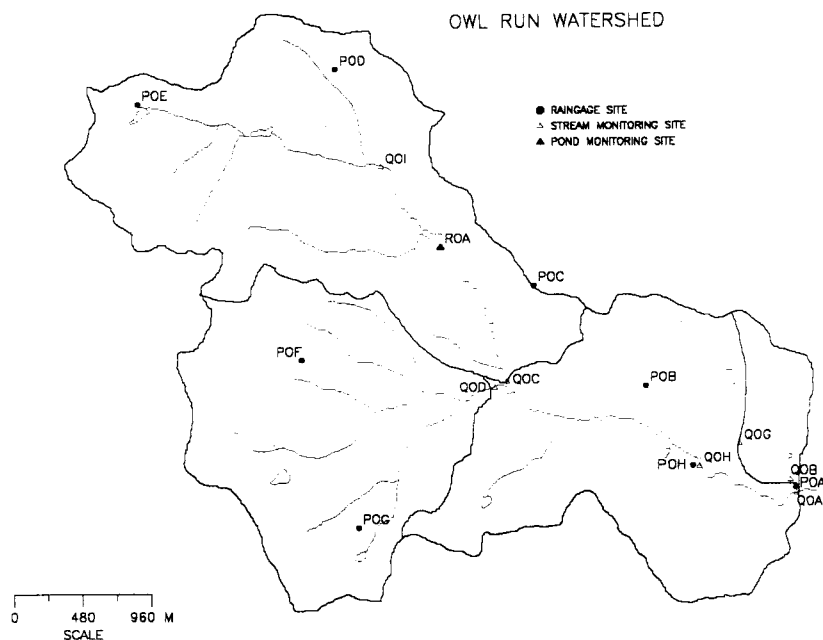 OWL RUN WATERSHED
POD
POE
RAINGAGE SITE
STREAM MONITORING SITE
POND MONITORING SITE
QOI
ROA
POC
POF
QOD
QOC
POB
QOG
POH
QOH
QOB
POA
QOA
POG
0 480 960 M
SCALE